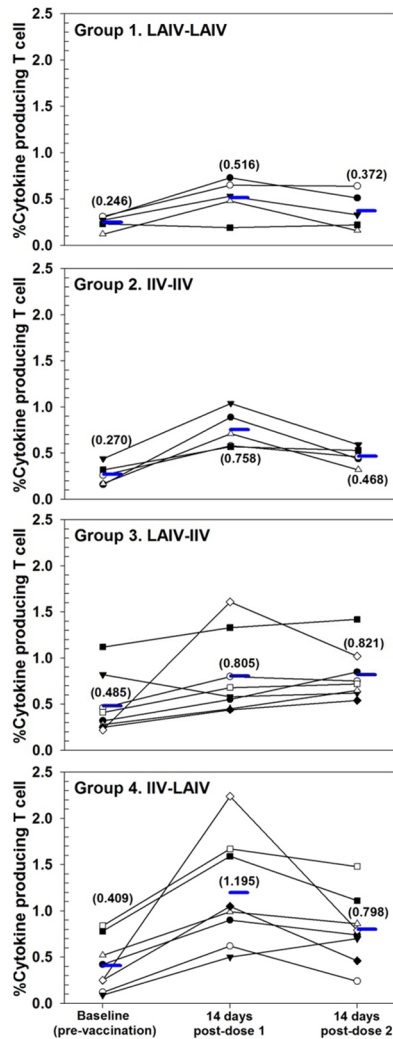 Group 1. LAIV-LAIV
%Cytokine producing T cell
2.5
2.0
1.5
1.0
0.5
0.0
(0.246)
(0.516)
(0.372)
Group 2. IIV-IIV
%Cytokine producing T cell
2.5
2.0
1.5
1.0
0.5
0.0
(0.270)
(0.758)
(0.468)
Group 3. LAIV-IIV
%Cytokine producing T cell
2.5
2.0
1.5
1.0
0.5
0.0
(0.485)
(0.805)
(0.821)
Group 4. IIV-LAIV
%Cytokine producing T cell
2.5
2.0
1.5
1.0
0.5
0.0
(0.409)
(1.195)
(0.798)
Baseline
(pre-vaccination)
14 days
post-dose 1
14 days
post-dose 2